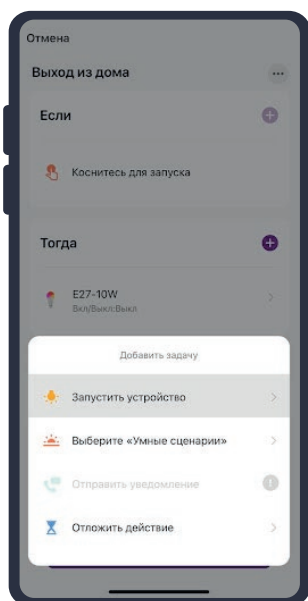 Отмена
Выход из дома
Если
Коснитесь для запуска
Тогда
E27-10W
Вкл/Выкл:Выкл
Добавить задачу
Запустить устройство
Выберите «Умные сценарии»
Отправить уведомление
Отложить действие